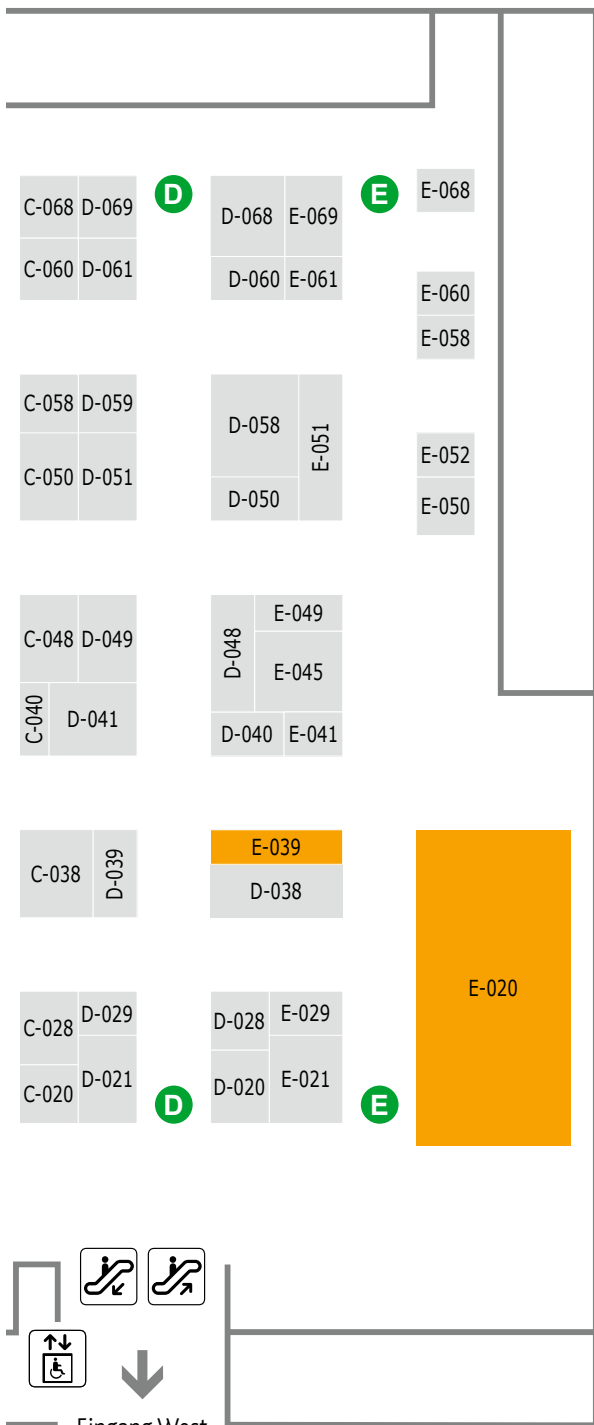 D
E
E-068
C-068 D-069
D-068 E-069
C-060 D-061
D-060 E-061
E-060
E-058
C-058 D-059
D-058
E-051
E-052
C-050 D-051
D-050
E-050
E-049
C-048 D-049
D-048
E-045
C-040
D-041
D-040 E-041
E-039
C-038
D-039
D-038
E-020
C-028
D-029
D-028
E-029
C-020
D-021
D-020
E-021
D
E
Eingang West